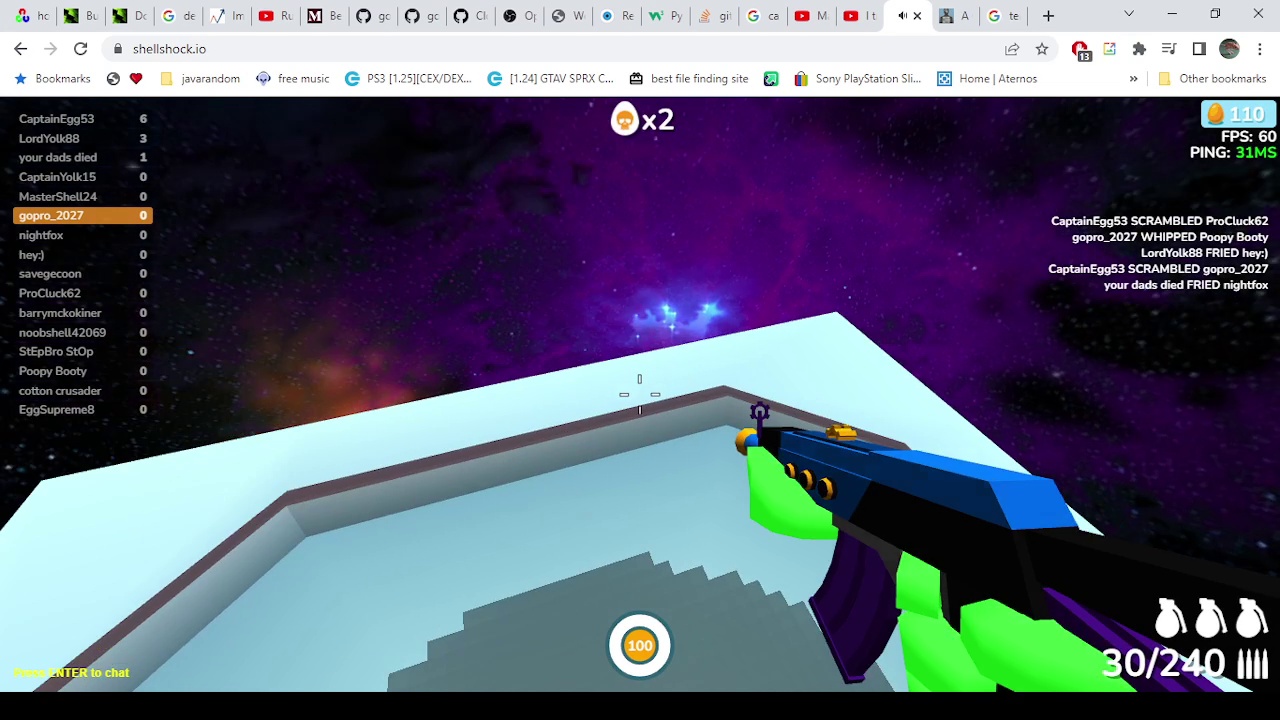 hc
Bu
Dc
de
In
Ru
Be
gc
gc
Cl
Op
W
Re
Py
git
ca
M
I t
A
te
shellshock.io
13
Bookmarks
javarandom
free music
PS3 [1.25](CEX/DEX...
[1.24] GTAV SPRX C...
best file finding site
Sony PlayStation Sli...
Home | Aternos
»
Other bookmarks
CaptainEgg53 6
LordYolk88 3
your dads died 1
CaptainYolk15 0
MasterShell24 0
gopro_2027 0
nightfox 0
hey:) 0
savegecoon 0
ProCluck62 0
barrymckokiner 0
noobshell42069 0
StEpBro StOp 0
Poopy Booty 0
cotton crusader 0
EggSupreme8 0
x2
110
FPS: 60
PING: 31MS
CaptainEgg53 SCRAMBLED ProCluck62
gopro_2027 WHIPPED Poopy Booty
LordYolk88 FRIED hey:)
CaptainEgg53 SCRAMBLED gopro_2027
your dads died FRIED nightfox
100
Press ENTER to chat
30/240